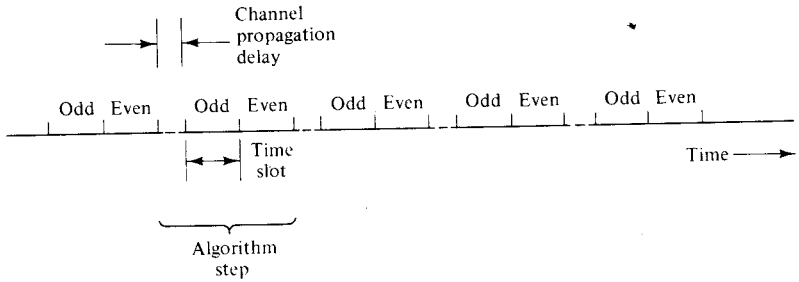 Channel
propagation
delay
Odd Even Odd Even Odd Even Odd Even Odd Even
Time
slot
Time
Algorithm
step